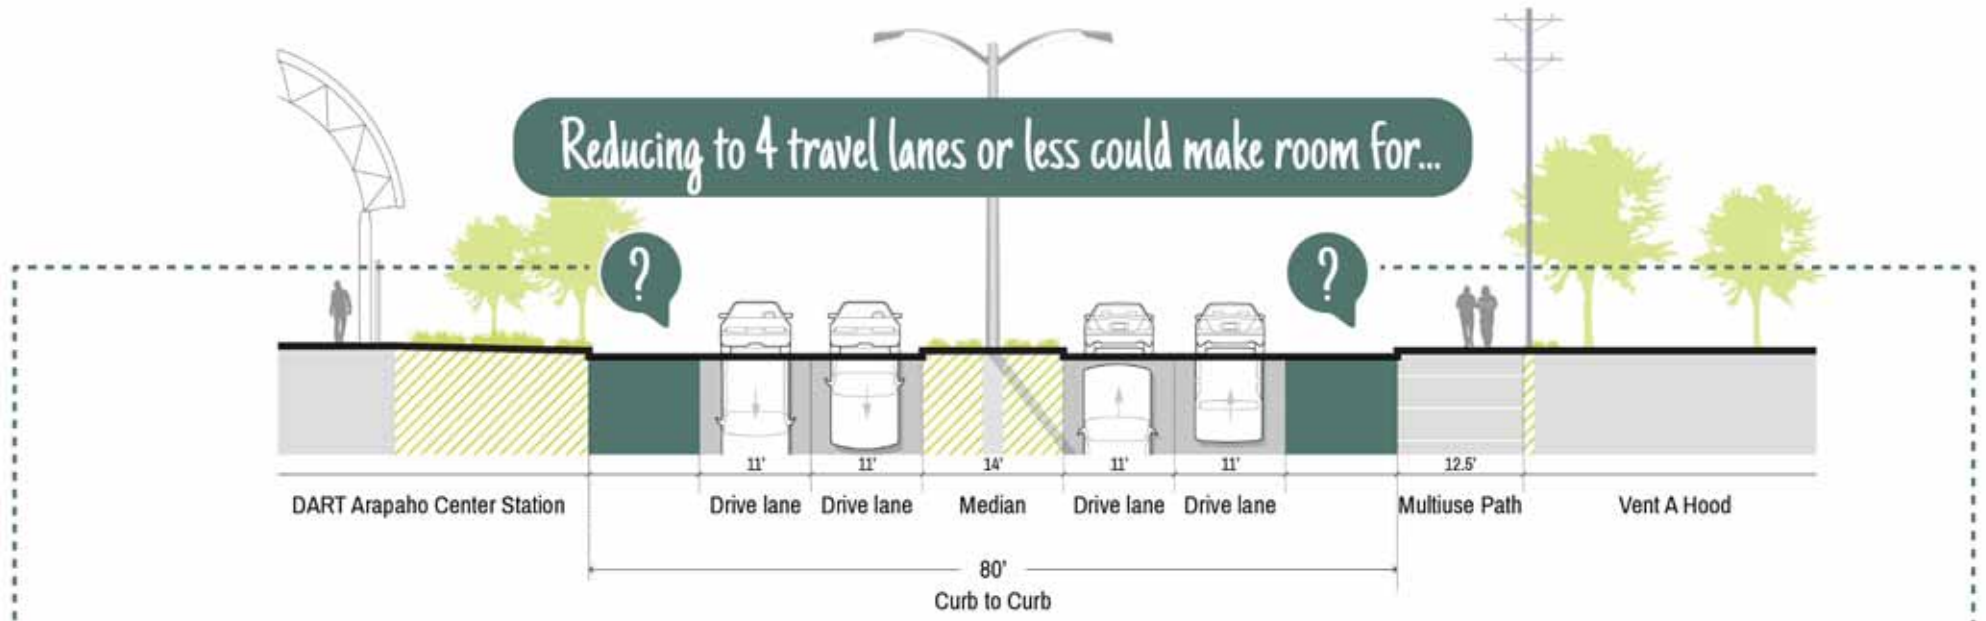 Reducing to 4 travel lanes or less could make room for...
?
?
11'
11'
14'
11'
11'
12.5'
DART Arapaho Center Station
Drive lane
Drive lane
Median
Drive lane
Drive lane
Multiuse Path
Vent A Hood
80'
Curb to Curb